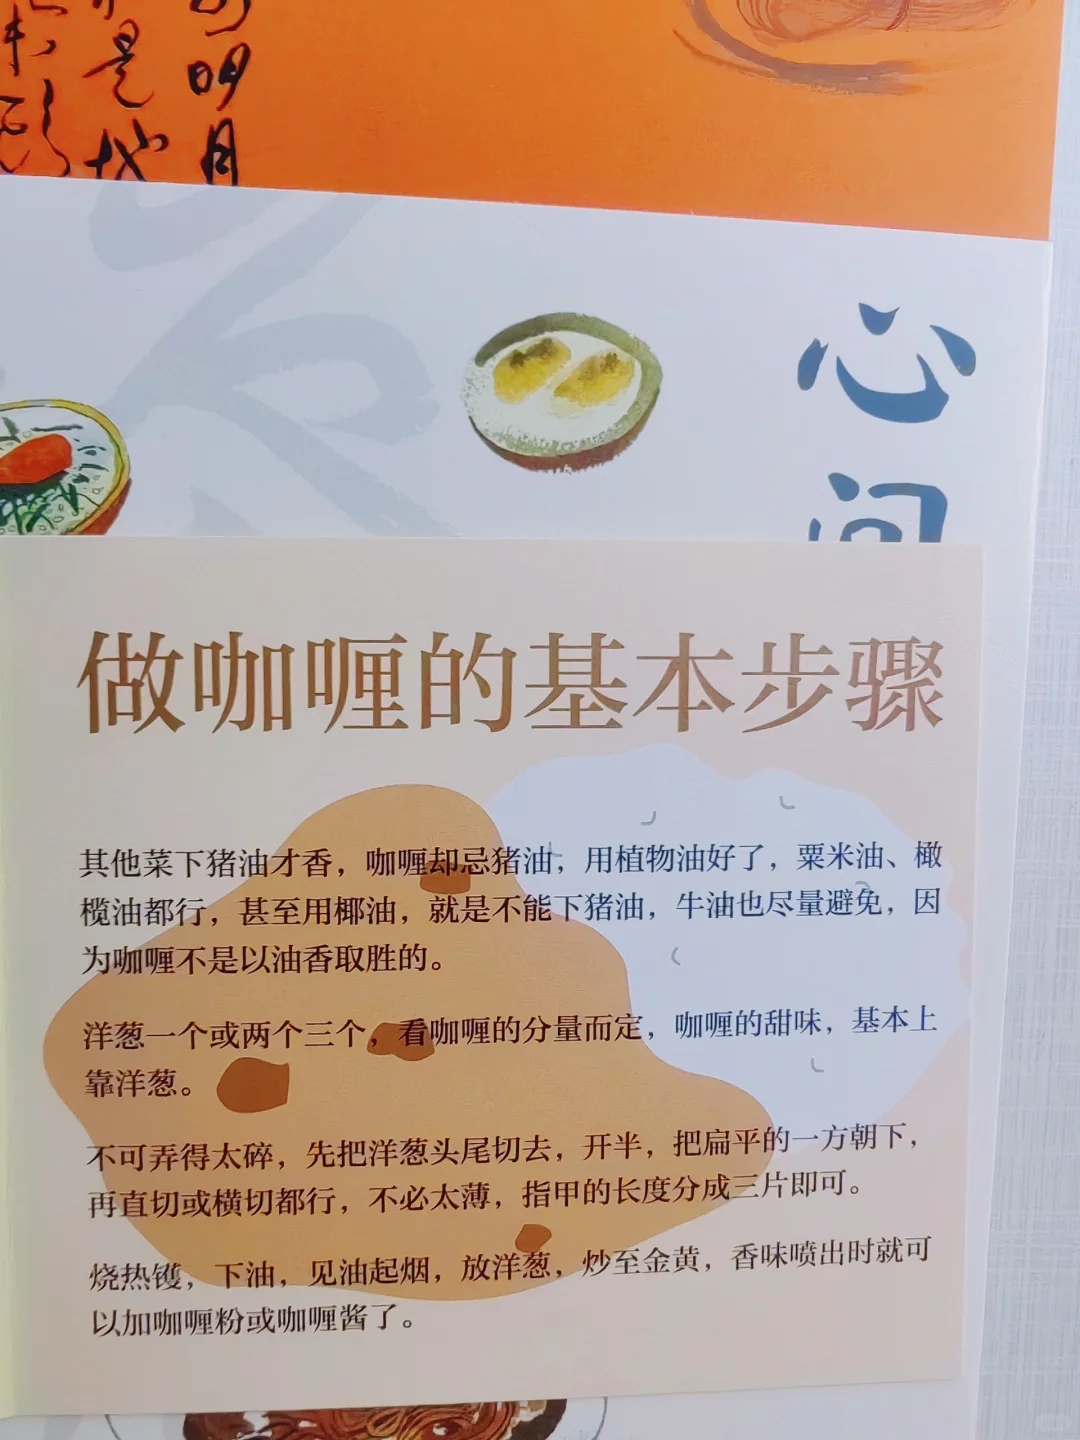 明月
是地
心
间
做咖喱的基本步骤
其他菜下猪油才香，咖喱却忌猪油，用植物油好了，粟米油、橄
榄油都行，甚至用椰油，就是不能下猪油，牛油也尽量避免，因
为咖喱不是以油香取胜的。
洋葱一个或两个三个，看咖喱的分量而定，咖喱的甜味，基本上
靠洋葱。
不可弄得太碎，先把洋葱头尾切去，开半，把扁平的一方朝下，
再直切或横切都行，不必太薄，指甲的长度分成三片即可。
烧热镬，下油，见油起烟，放洋葱，炒至金黄，香味喷出时就可
以加咖喱粉或咖喱酱了。